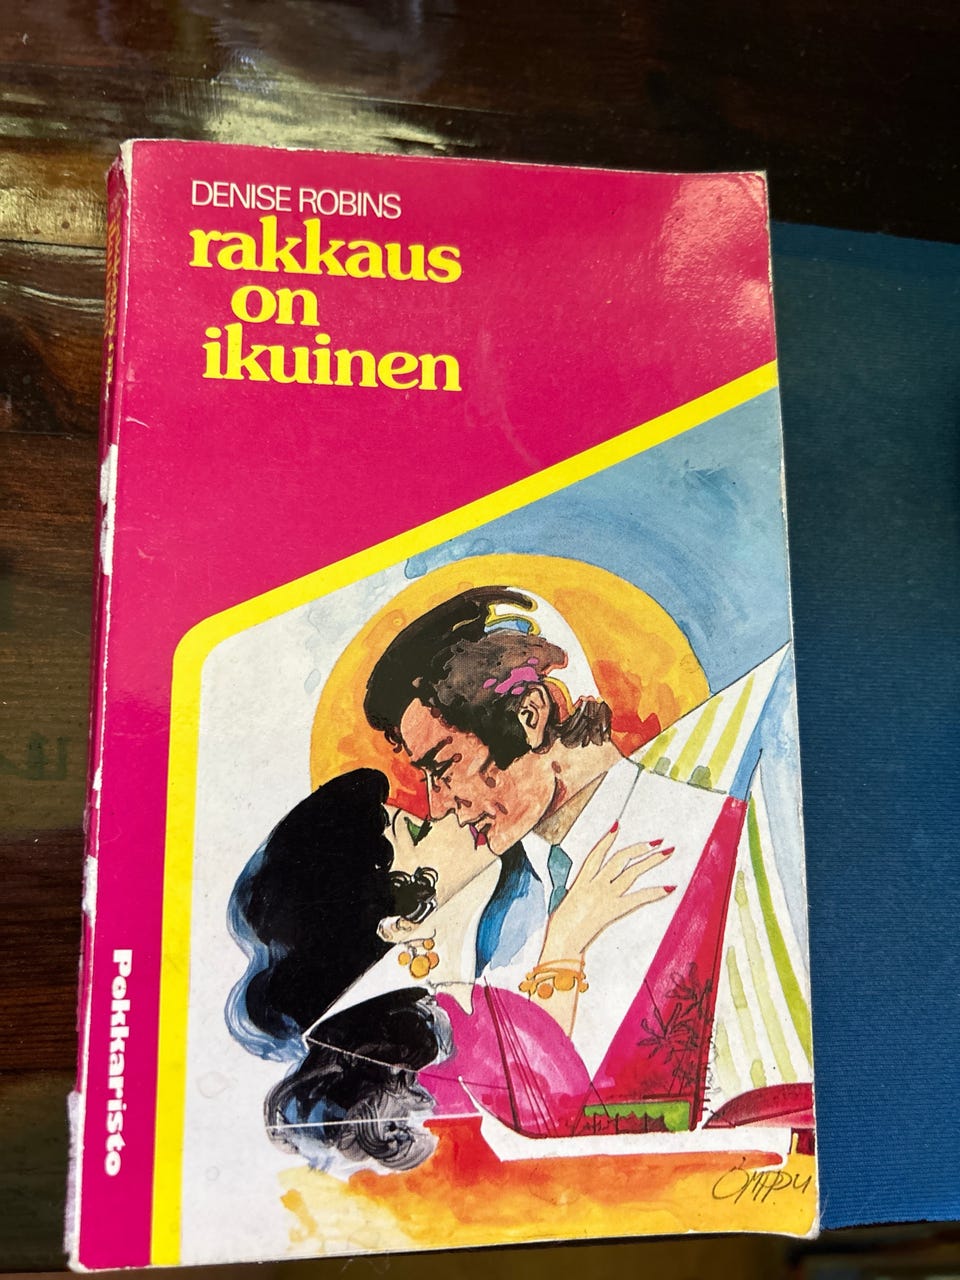 DENISE ROBINS
rakkaus
on
ikuinen
Pokkaristo